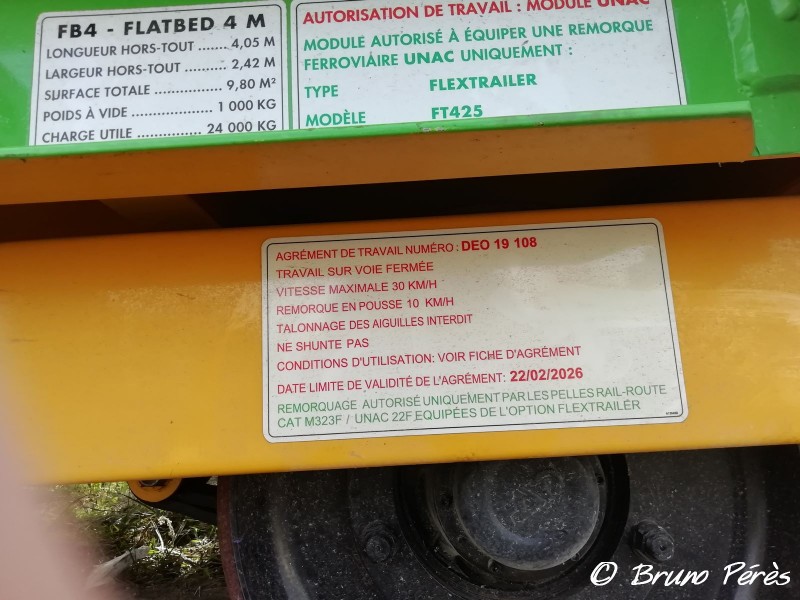 FB4 - FLATBED 4 M
LONGUEUR HORS-TOUT ....... 4,05 M
LARGEUR HORS-TOUT .......... 2,42 M
SURFACE TOTALE ................ 9,80 M²
POIDS À VIDE .................... 1 000 KG
CHARGE UTILE ............... 24 000 KG
AUTORISATION DE TRAVAIL : MODULE UNAC
MODULE AUTORISÉ À ÉQUIPER UNE REMORQUE
FERROVIAIRE UNAC UNIQUEMENT :
TYPE FLEXTRAILER
MODÈLE FT425
AGRÉMENT DE TRAVAIL NUMÉRO : DEO 19 108
TRAVAIL SUR VOIE FERMÉE
VITESSE MAXIMALE 30 KM/H
REMORQUE EN POUSSE 10 KM/H
TALONNAGE DES AIGUILLES INTERDIT
NE SHUNTE PAS
CONDITIONS D'UTILISATION: VOIR FICHE D'AGRÉMENT
DATE LIMITE DE VALIDITÉ DE L'AGRÉMENT: 22/02/2026
REMORQUAGE AUTORISÉ UNIQUEMENT PAR LES PELLES RAIL-ROUTE
CAT M323F / UNAC 22F EQUIPÉES DE L'OPTION FLEXTRAILER
© Bruno Pérès